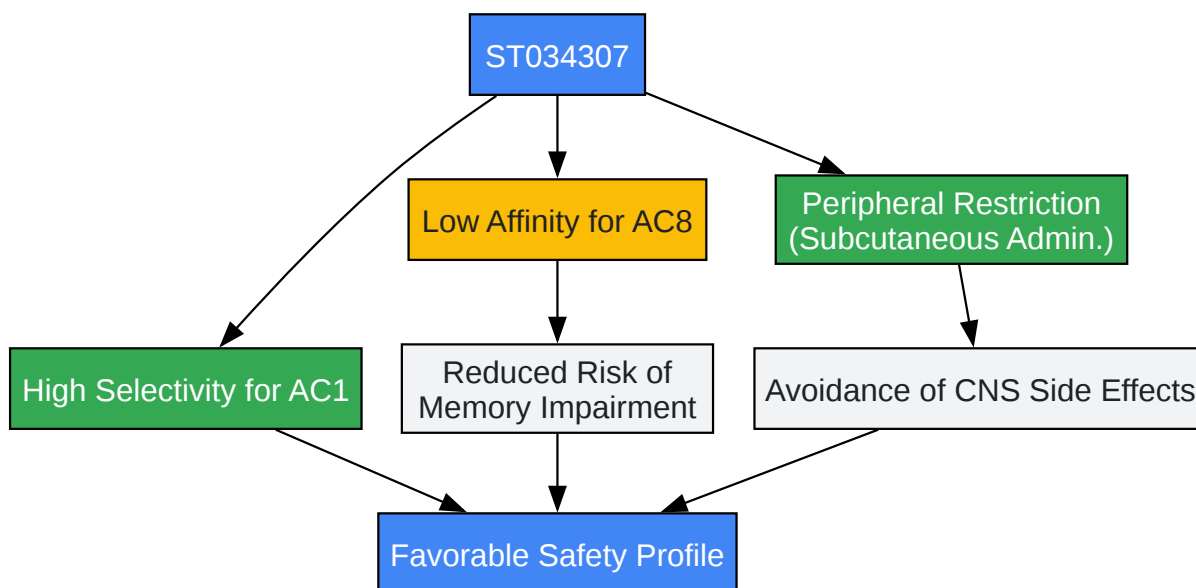 ST034307
Low Affinity for AC8
Peripheral Restriction
(Subcutaneous Admin.)
High Selectivity for AC1
Reduced Risk of
Memory Impairment
Avoidance of CNS Side Effects
Favorable Safety Profile